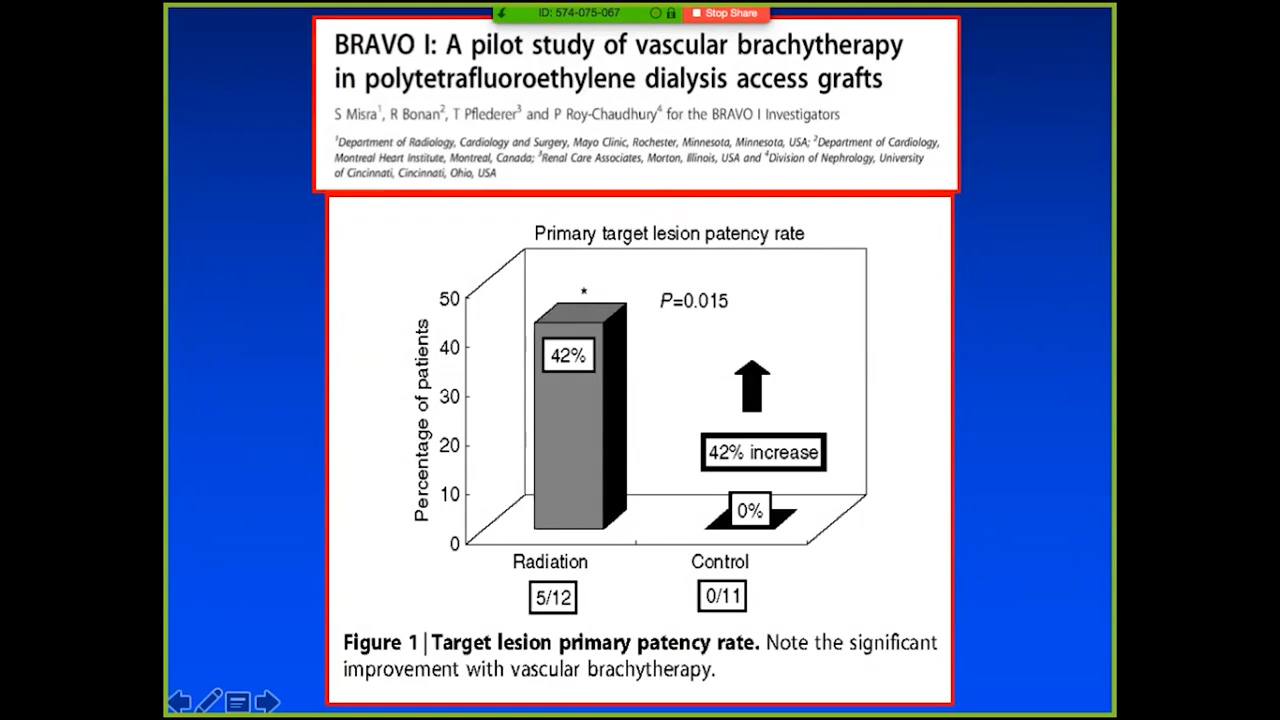 ID: 574-075-067
Stop Share
BRAVO I: A pilot study of vascular brachytherapy
in polytetrafluoroethylene dialysis access grafts
S Misra1, R Bonan2, T Pflederer3 and P Roy-Chaudhury4 for the BRAVO I Investigators
1Department of Radiology, Cardiology and Surgery, Mayo Clinic, Rochester, Minnesota, Minnesota, USA; 2Department of Cardiology,
Montreal Heart Institute, Montreal, Canada; 3Renal Care Associates, Morton, Illinois, USA and 4Division of Nephrology, University
of Cincinnati, Cincinnati, Ohio, USA
Primary target lesion patency rate
Percentage of patients
50
40
30
20
10
0
*
P=0.015
42%
42% increase
0%
Radiation
Control
5/12
0/11
Figure 1 | Target lesion primary patency rate. Note the significant
improvement with vascular brachytherapy.